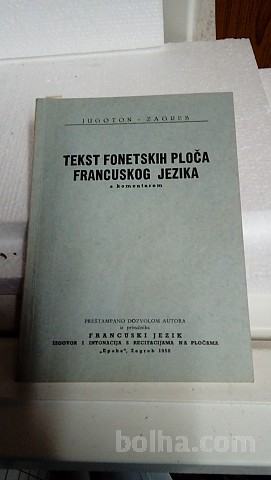 JUGOTON - ZAGREB
TEKST FONETSKIH PLOČA
FRANCUSKOG JEZIKA
s komentarom
PREŠTAMPANO DOZVOLOM AUTORA
iz priručnika
FRANCUSKI JEZIK
IZGOVOR I INTONACIJA S RECITACIJAMA NA PLOČAMA
„Epoha", Zagreb 1958
bolha.com